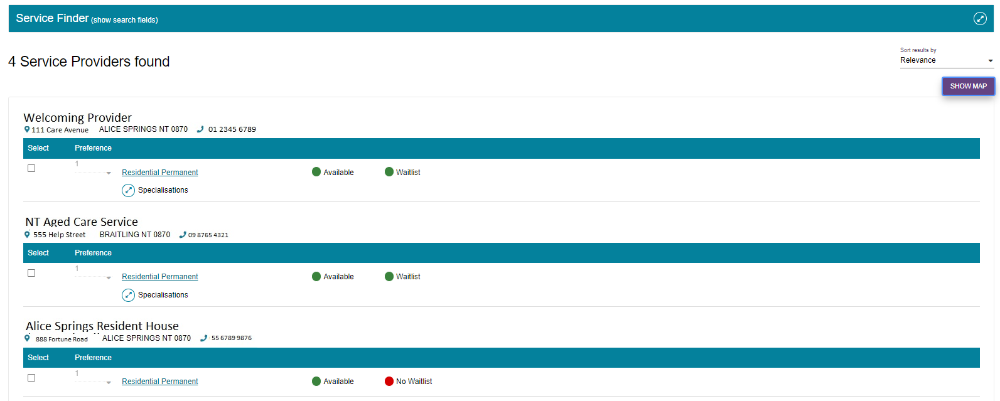 Service Finder (show search fields)
4 Service Providers found
Sort results by
Relevance
SHOW MAP
Welcoming Provider
111 Care Avenue ALICE SPRINGS NT 0870 01 2345 6789
Select Preference
1
Residential Permanent Available Waitlist
Specialisations
NT Aged Care Service
555 Help Street BRAITLING NT 0870 09 8765 4321
Select Preference
1
Residential Permanent Available Waitlist
Specialisations
Alice Springs Resident House
888 Fortune Road ALICE SPRINGS NT 0870 55 6789 9876
Select Preference
1
Residential Permanent Available No Waitlist